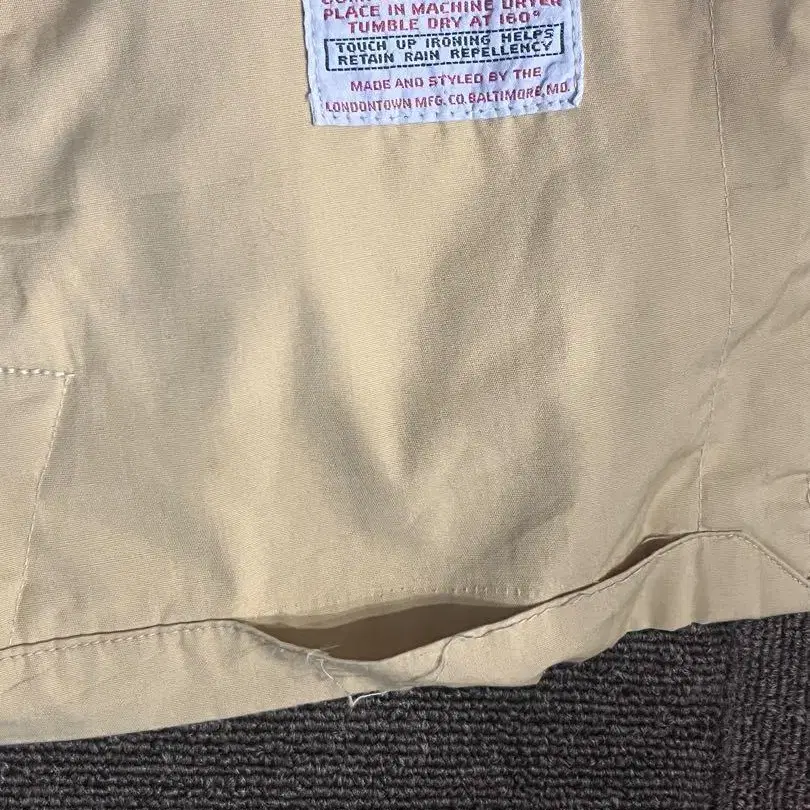 PLACE IN MACHINE DRYER
TUMBLE DRY AT 160°
TOUCH UP IRONING HELPS
RETAIN RAIN REPELLENCY
MADE AND STYLED BY THE
LONDONTOWN MFG. CO. BALTIMORE, MD.